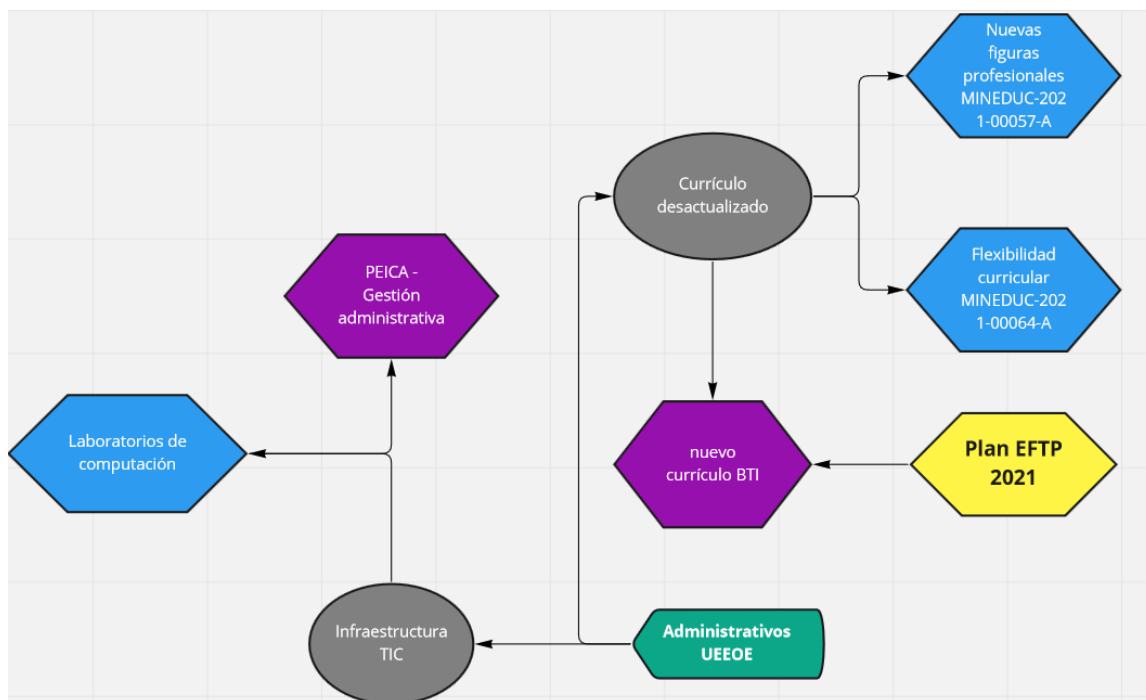 Nuevas
figuras
profesionales
MINEDUC-202
1-00057-A
Currículo
desactualizado
PEICA -
Gestión
administrativa
Flexibilidad
curricular
MINEDUC-202
1-00064-A
Laboratorios de
computación
nuevo
currículo BTI
Plan EFTP
2021
Infraestructura
TIC
Administrativos
UEEOE